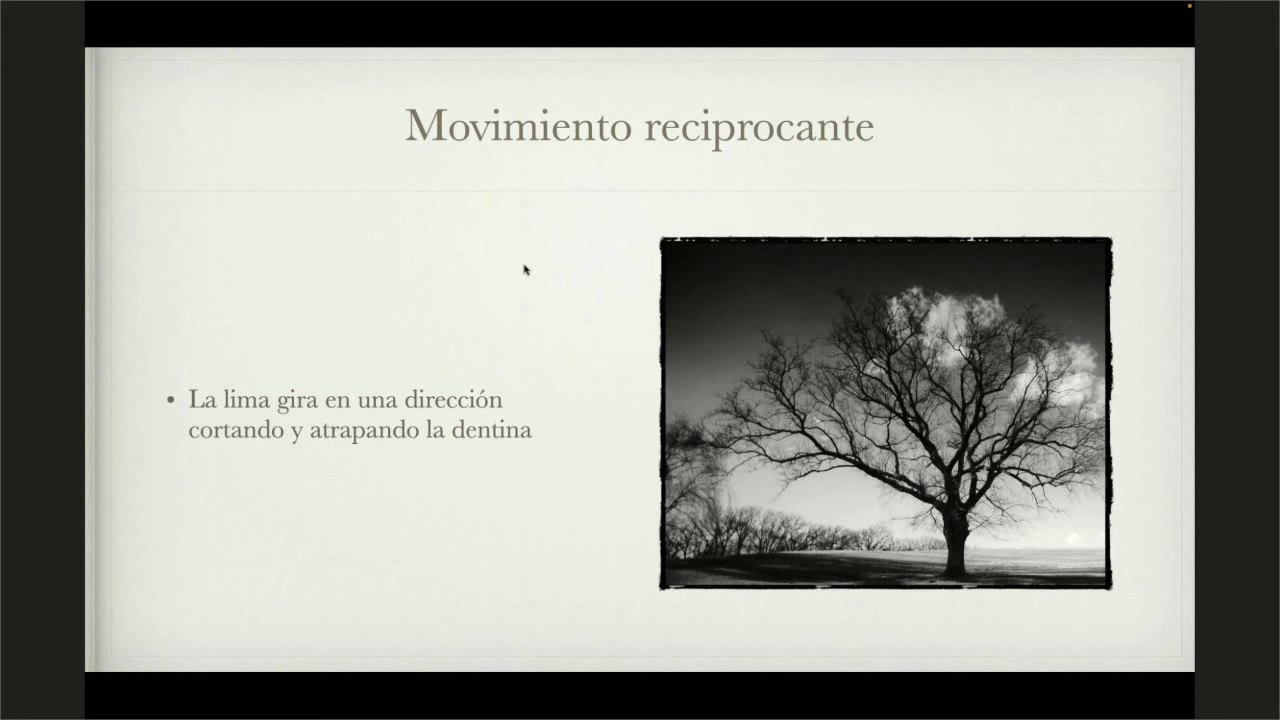 Movimiento reciprocante
• La lima gira en una dirección
cortando y atrapando la dentina